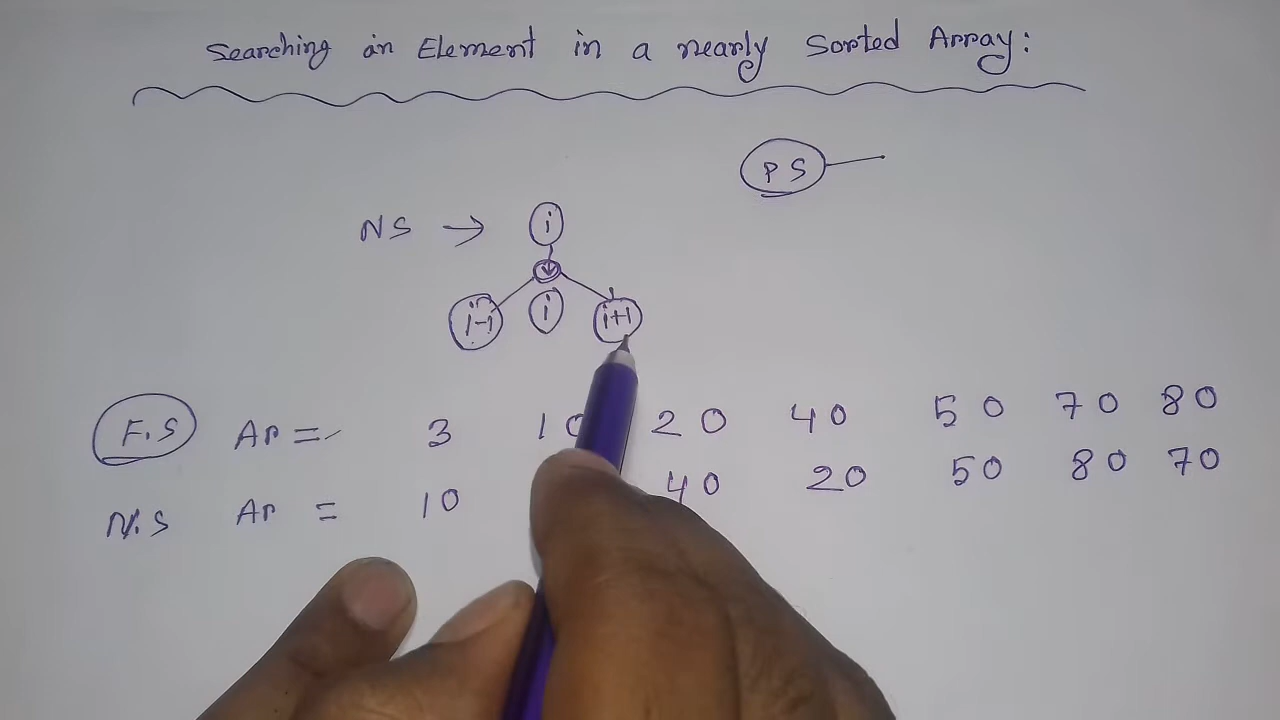 Searching an Element in a nearly Sorted Array:
PS
NS → i
i-1 i i+1
F.S Ar = 3 10 20 40 50 70 80
N.S Ar = 10 40 20 50 80 70